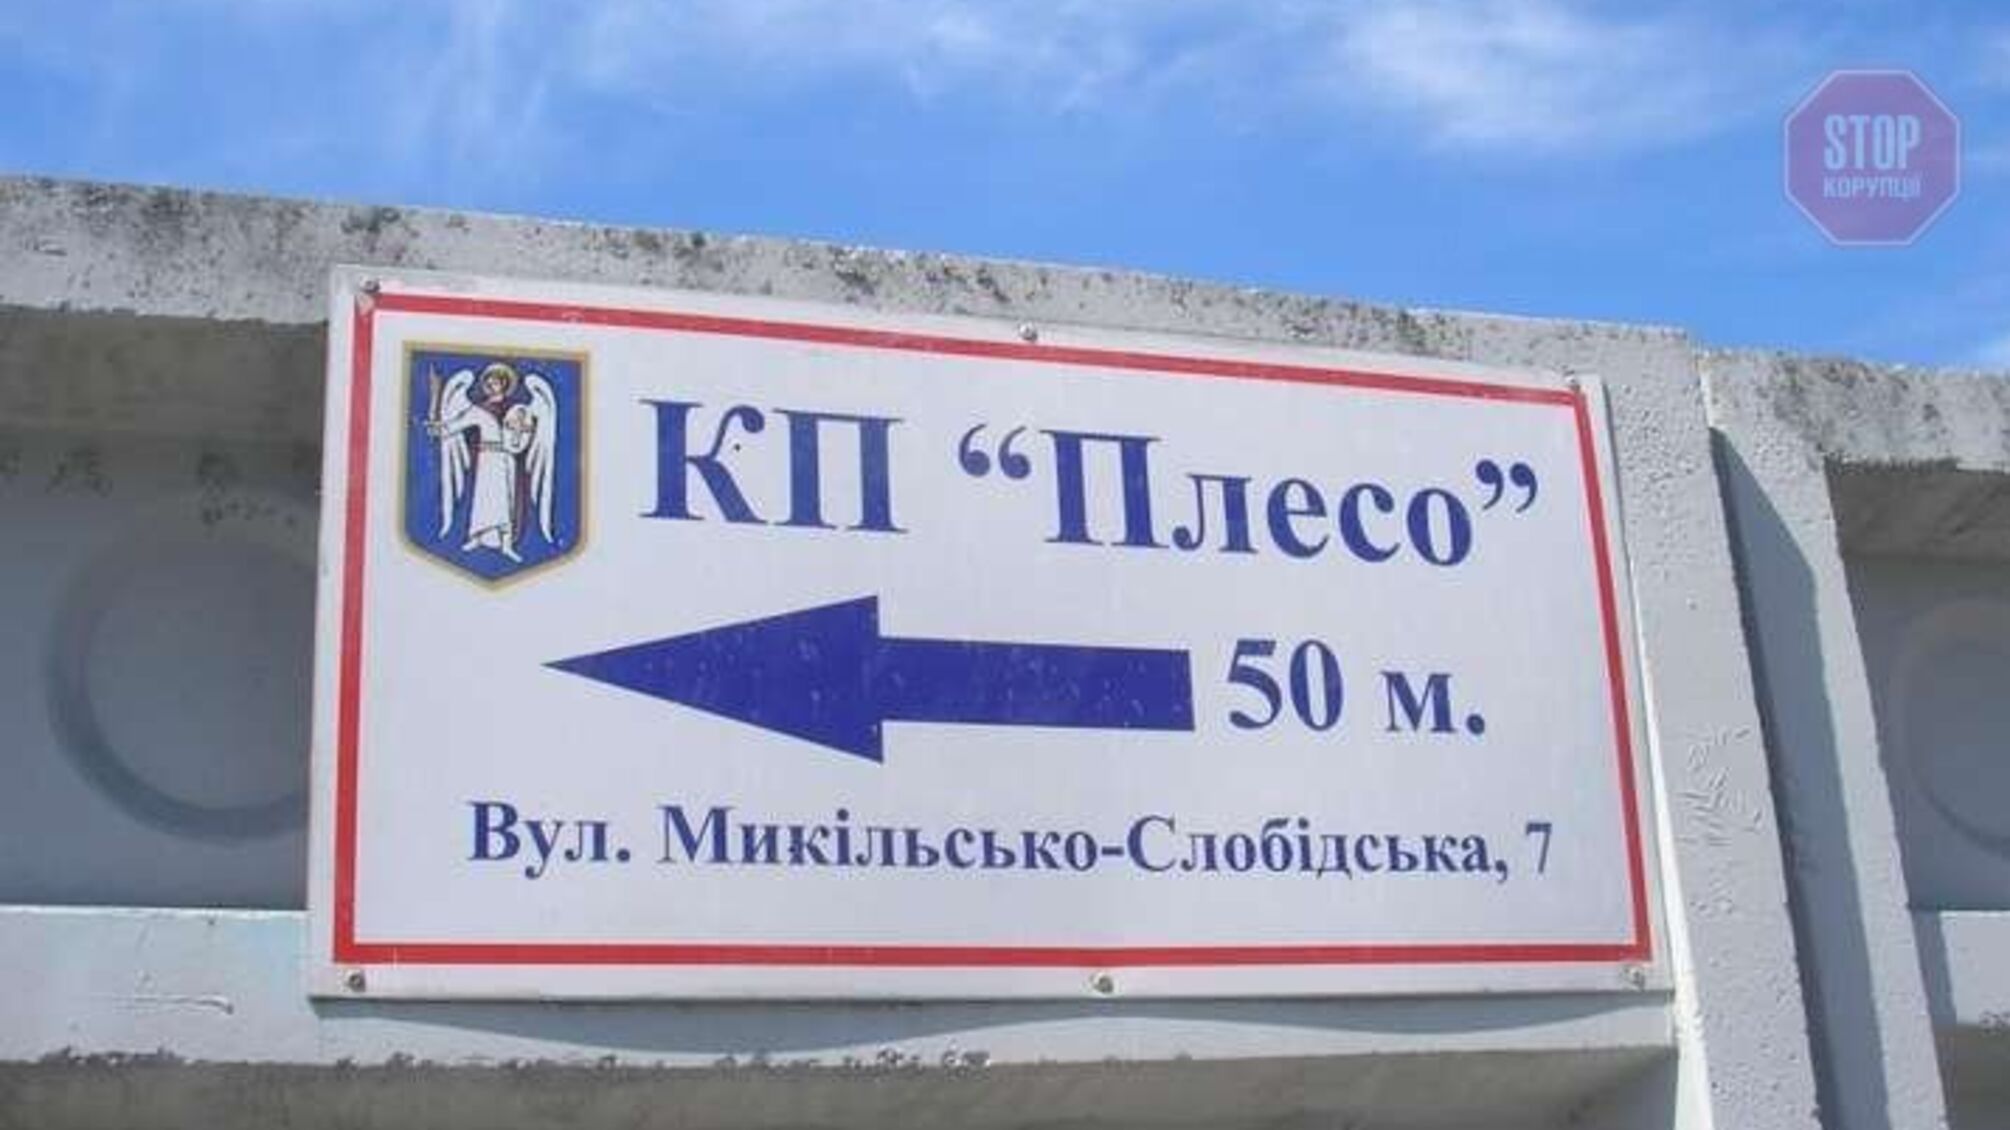 STOP
КОРУПЦІЇ
КП “Плесо”
50 м.
Вул. Микільсько-Слобідська, 7